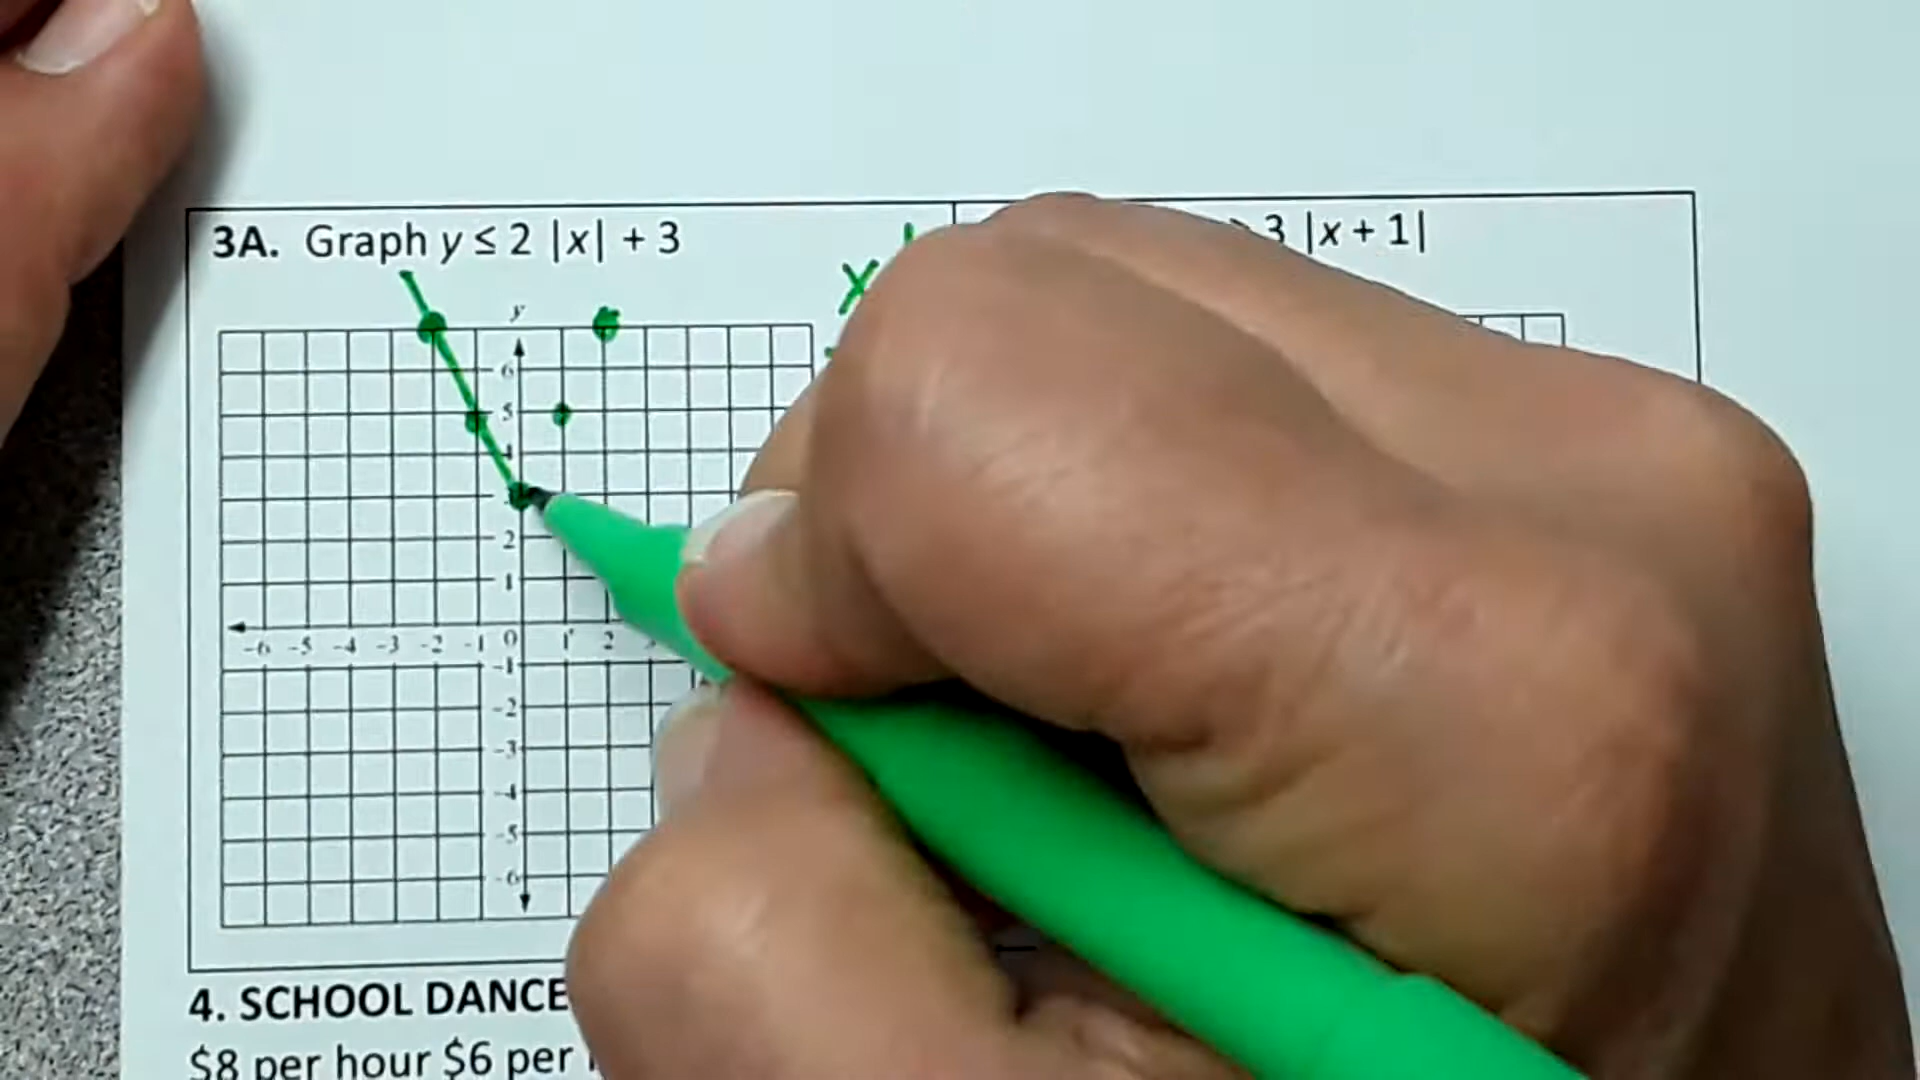 3A. Graph y ≤ 2 |x| + 3
3 |x + 1|
x
y
6
5
4
2
1
-6 -5 -4 -3 -2 -1 0 1 2
-1
-2
-3
-4
-5
-6
4. SCHOOL DANCE
$8 per hour $6 per